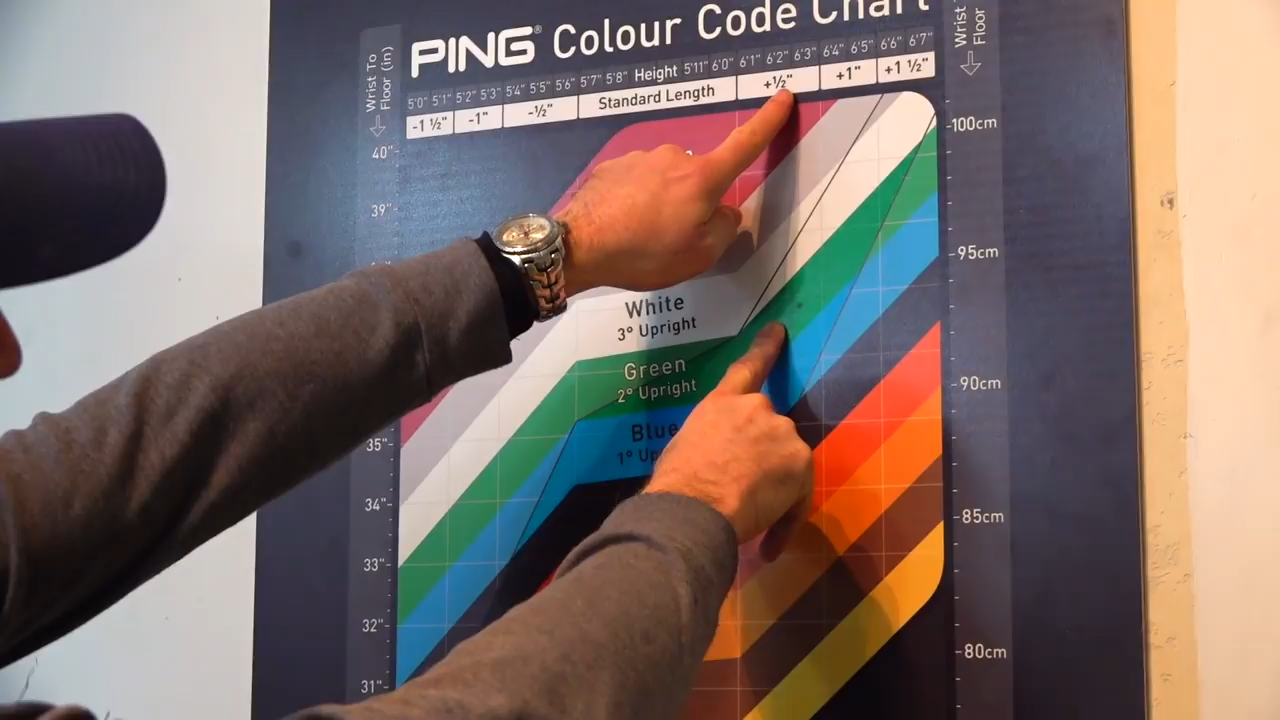 PING® Colour Code Chart
Wrist To
Floor (in)
Wrist
Floor
5'0" 5'1" 5'2" 5'3" 5'4" 5'5" 5'6" 5'7" 5'8" Height 5'11" 6'0" 6'1" 6'2" 6'3" 6'4" 6'5" 6'6" 6'7"
-1 ½" -1" -½" Standard Length +½" +1" +1 ½"
40"
39"
35"
34"
33"
32"
31"
100cm
95cm
90cm
85cm
80cm
White
3° Upright
Green
2° Upright
Blue
1°